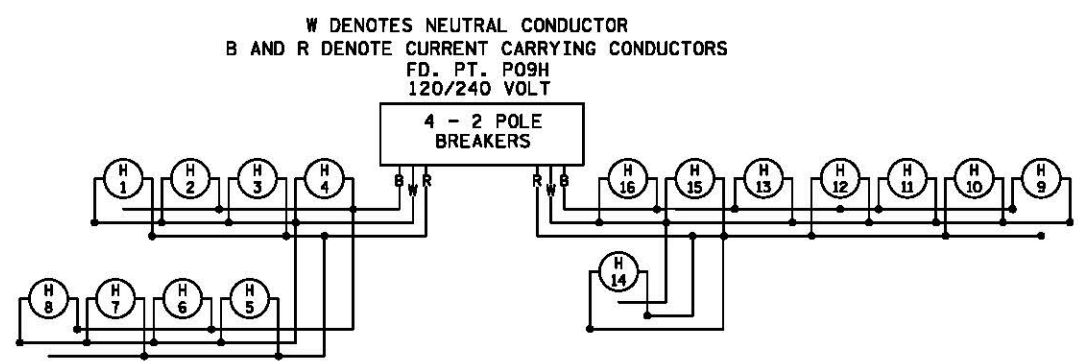 W DENOTES NEUTRAL CONDUCTOR
B AND R DENOTE CURRENT CARRYING CONDUCTORS
FD. PT. P09H
120/240 VOLT
4 - 2 POLE
BREAKERS
H H H H B W R R W B H H H H H H H
1 2 3 4 16 15 13 12 11 10 9
H
14
H H H H
8 7 6 5